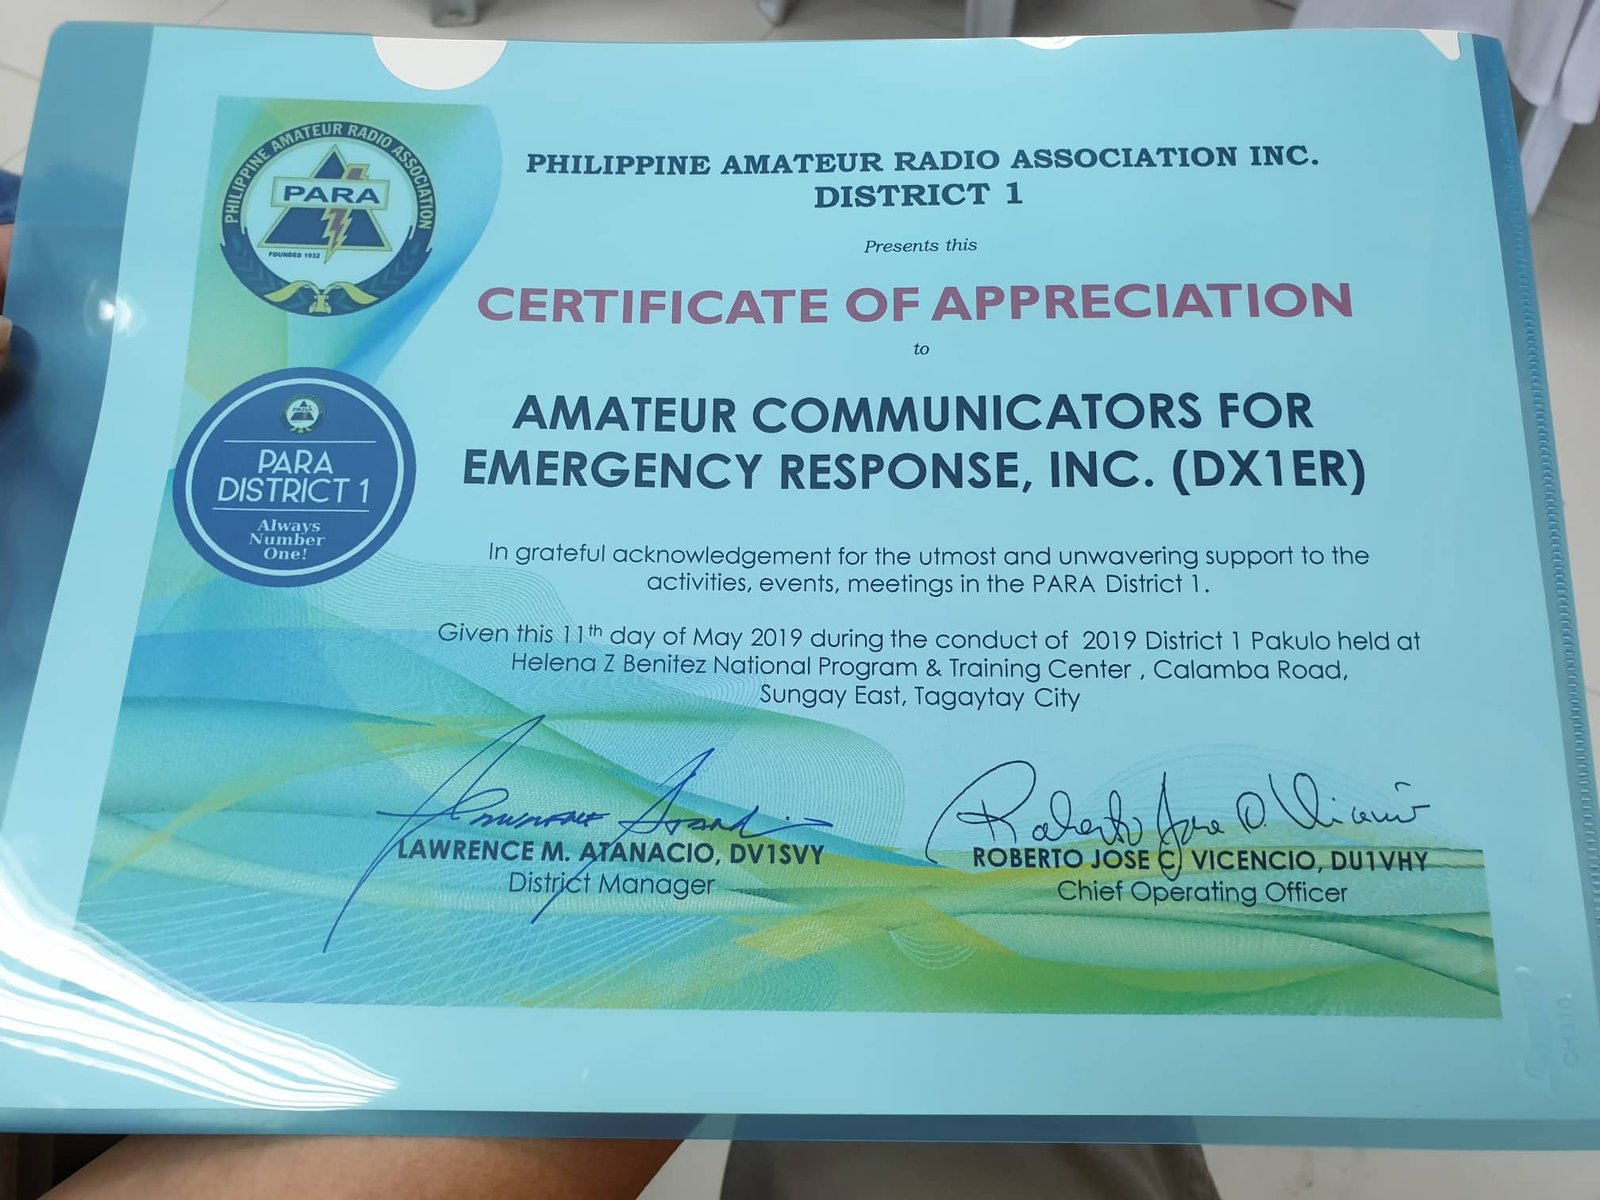 PHILIPPINE AMATEUR RADIO ASSOCIATION
PARA
FOUNDED 1932
PHILIPPINE AMATEUR RADIO ASSOCIATION INC.
DISTRICT 1
Presents this
CERTIFICATE OF APPRECIATION
to
AMATEUR COMMUNICATORS FOR
EMERGENCY RESPONSE, INC. (DX1ER)
PARA
PARA
DISTRICT 1
Always
Number
One!
In grateful acknowledgement for the utmost and unwavering support to the
activities, events, meetings in the PARA District 1.
Given this 11th day of May 2019 during the conduct of 2019 District 1 Pakulo held at
Helena Z Benitez National Program & Training Center , Calamba Road,
Sungay East, Tagaytay City
LAWRENCE M. ATANACIO, DV1SVY
District Manager
ROBERTO JOSE C. VICENCIO, DU1VHY
Chief Operating Officer